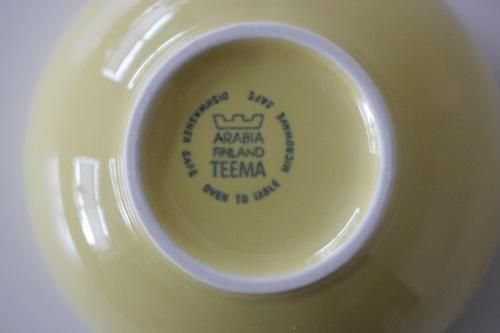 ARABIA
FINLAND
TEEMA
DISHWASHER SAFE OVEN TO TABLE MICROWAVE SAFE